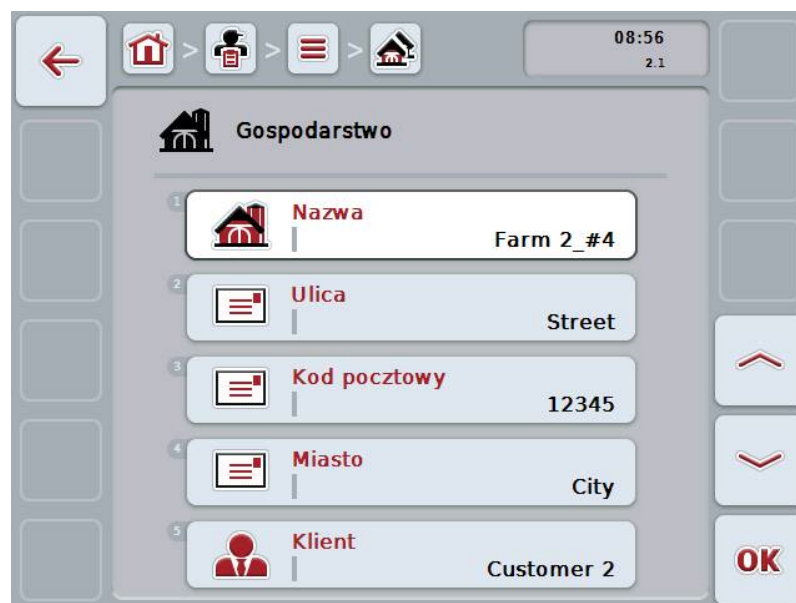 08:56
2.1
Gospodarstwo
1
Nazwa
Farm 2_#4
2
Ulica
Street
3
Kod pocztowy
12345
4
Miasto
City
5
Klient
Customer 2
OK